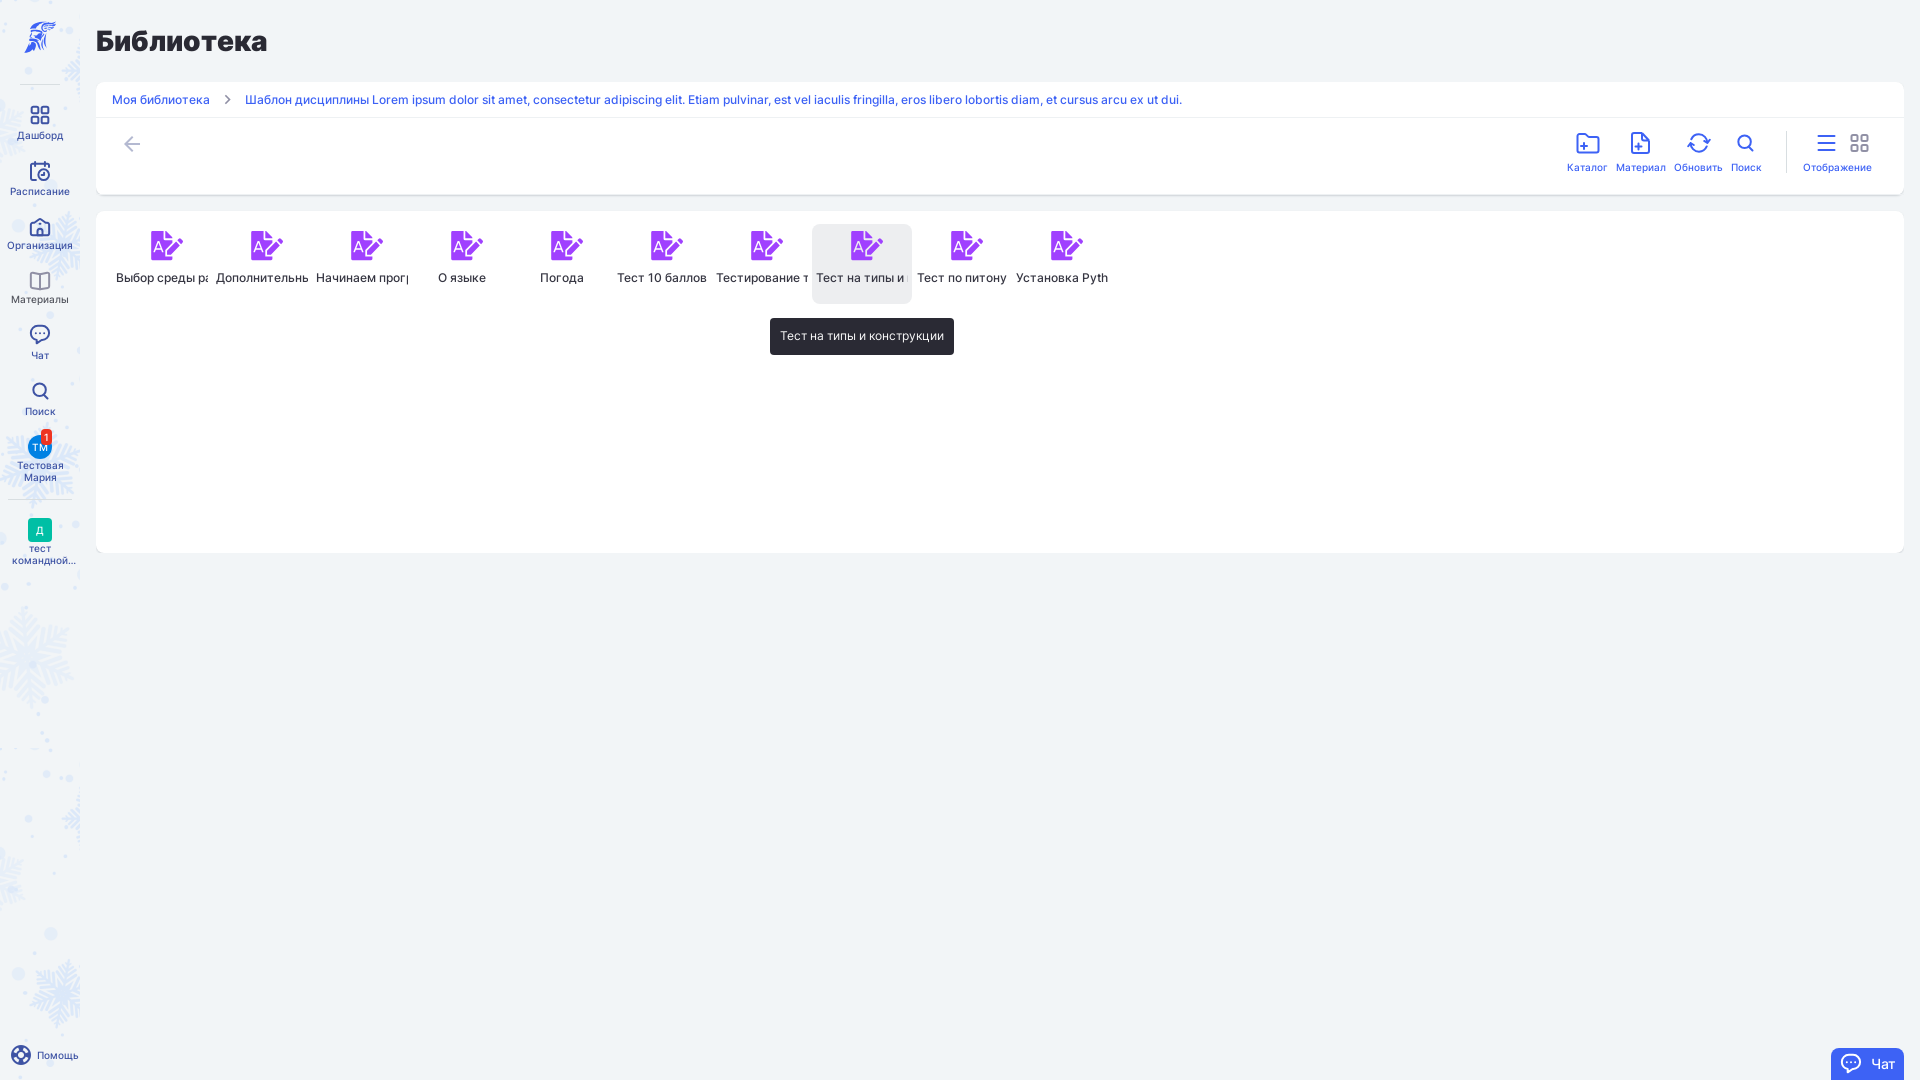 Библиотека
Моя библиотека
Шаблон дисциплины Lorem ipsum dolor sit amet, consectetur adipiscing elit. Etiam pulvinar, est vel iaculis fringilla, eros libero lobortis diam, et cursus arcu ex ut dui.
Каталог
Материал
Обновить
Поиск
Отображение
Выбор среды ра
Дополнительны
Начинаем прогр
О языке
Погода
Тест 10 баллов
Тестирование т
Тест на типы и
Тест по питону
Установка Pyth
Тест на типы и конструкции
Дашборд
Расписание
Организация
Материалы
Чат
Поиск
ТМ
1
Тестовая
Мария
Д
тест
командной...
Помощь
Чат